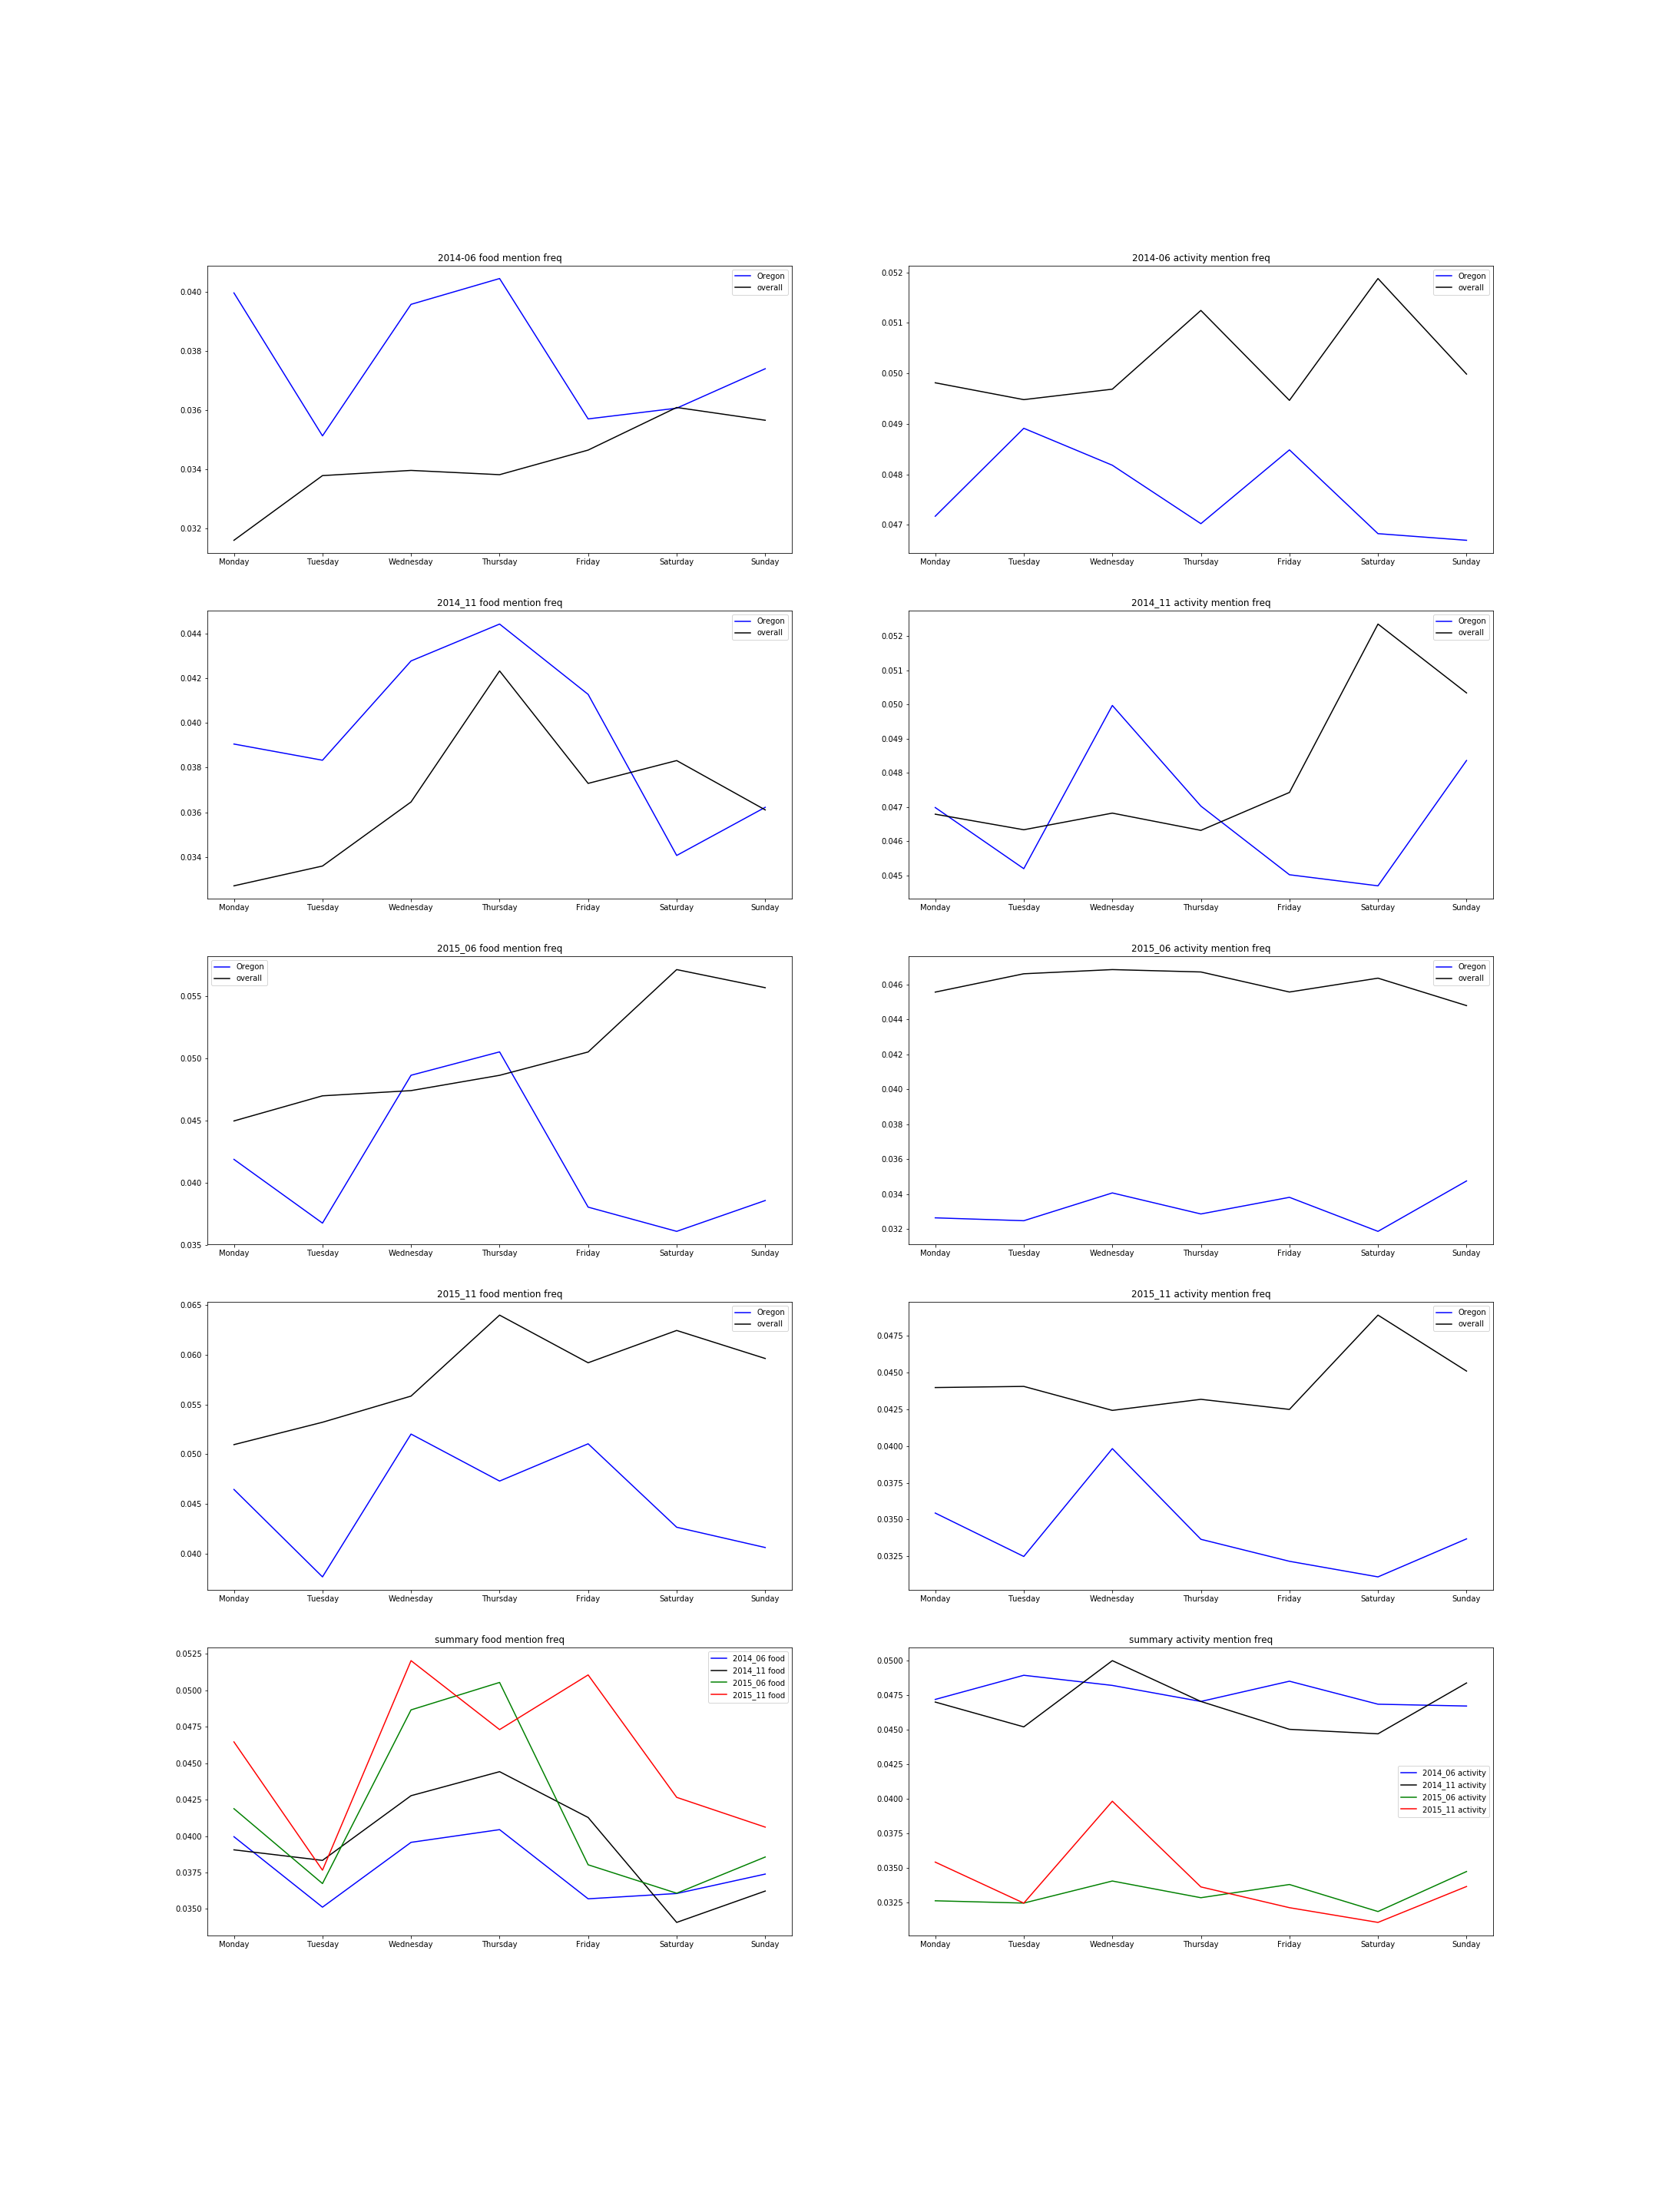 2014-06 food mention freq
Oregon
overall
0.040
0.038
0.036
0.034
0.032
Monday Tuesday Wednesday Thursday Friday Saturday Sunday
2014-06 activity mention freq
Oregon
overall
0.052
0.051
0.050
0.049
0.048
0.047
Monday Tuesday Wednesday Thursday Friday Saturday Sunday
2014_11 food mention freq
Oregon
overall
0.044
0.042
0.040
0.038
0.036
0.034
Monday Tuesday Wednesday Thursday Friday Saturday Sunday
2014_11 activity mention freq
Oregon
overall
0.052
0.051
0.050
0.049
0.048
0.047
0.046
0.045
Monday Tuesday Wednesday Thursday Friday Saturday Sunday
2015_06 food mention freq
Oregon
overall
0.055
0.050
0.045
0.040
0.035
Monday Tuesday Wednesday Thursday Friday Saturday Sunday
2015_06 activity mention freq
Oregon
overall
0.046
0.044
0.042
0.040
0.038
0.036
0.034
0.032
Monday Tuesday Wednesday Thursday Friday Saturday Sunday
2015_11 food mention freq
Oregon
overall
0.065
0.060
0.055
0.050
0.045
0.040
Monday Tuesday Wednesday Thursday Friday Saturday Sunday
2015_11 activity mention freq
Oregon
overall
0.0475
0.0450
0.0425
0.0400
0.0375
0.0350
0.0325
Monday Tuesday Wednesday Thursday Friday Saturday Sunday
summary food mention freq
2014_06 food
2014_11 food
2015_06 food
2015_11 food
0.0525
0.0500
0.0475
0.0450
0.0425
0.0400
0.0375
0.0350
Monday Tuesday Wednesday Thursday Friday Saturday Sunday
summary activity mention freq
0.0500
0.0475
0.0450
0.0425
0.0400
0.0375
0.0350
0.0325
2014_06 activity
2014_11 activity
2015_06 activity
2015_11 activity
Monday Tuesday Wednesday Thursday Friday Saturday Sunday